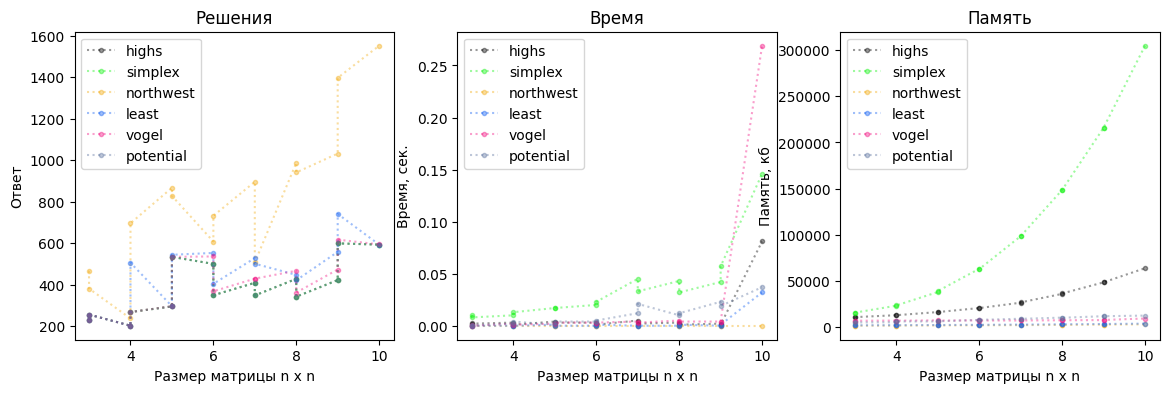 Решения
1600
1400
1200
1000
800
600
400
200
4
6
8
10
Ответ
Размер матрицы n x n
highs
simplex
northwest
least
vogel
potential
Время
0.25
0.20
0.15
0.10
0.05
0.00
4
6
8
10
Время, сек.
Размер матрицы n x n
highs
simplex
northwest
least
vogel
potential
Память
300000
250000
200000
150000
100000
50000
0
4
6
8
10
Память, кб
Размер матрицы n x n
highs
simplex
northwest
least
vogel
potential